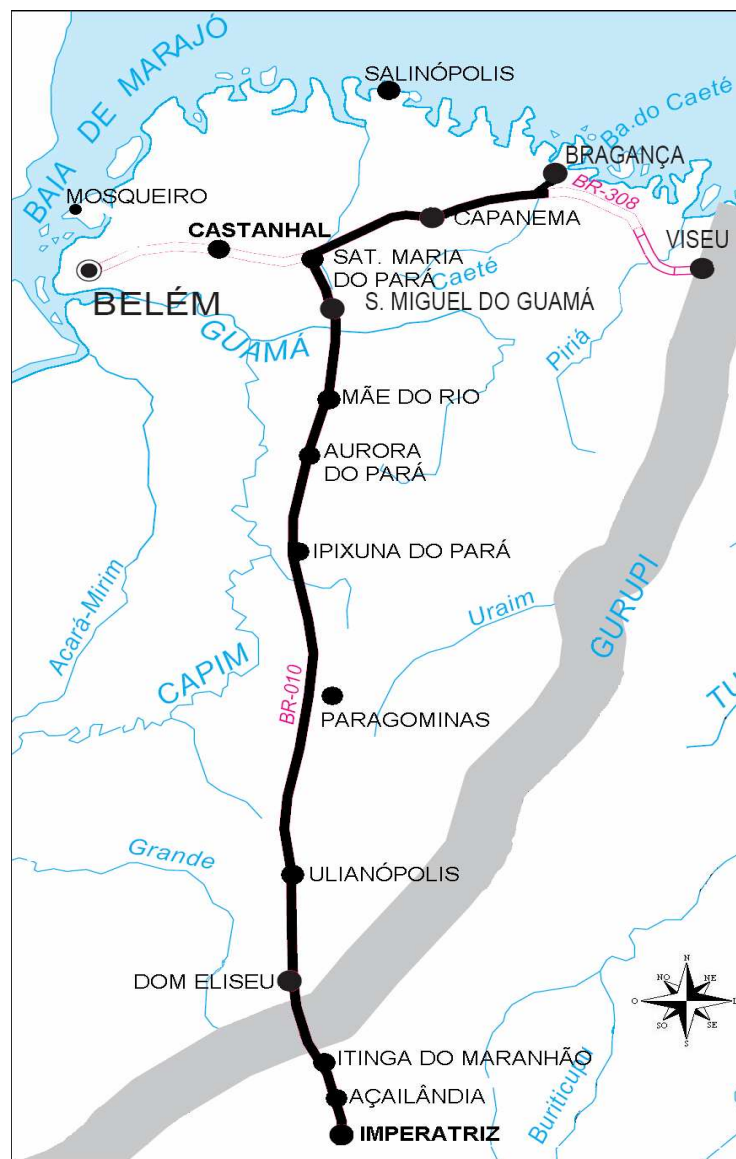 BAIA DE MARAJÓ
SALINÓPOLIS
Ba.do Caeté
BRAGANÇA
MOSQUEIRO
BR-308
CAPANEMA
CASTANHAL
VISEU
SAT. MARIA
DO PARÁ
Caeté
BELÉM
S. MIGUEL DO GUAMÁ
GUAMÁ
Piriá
MÃE DO RIO
AURORA
DO PARÁ
IPIXUNA DO PARÁ
Acará-Mirim
Uraim
GURUPI
CAPIM
BR-010
TU
PARAGOMINAS
Grande
ULIANÓPOLIS
DOM ELISEU
N
NO
NE
O
L
SO
SE
S
ITINGA DO MARANHÃO
Buriticupu
AÇAILÂNDIA
IMPERATRIZ